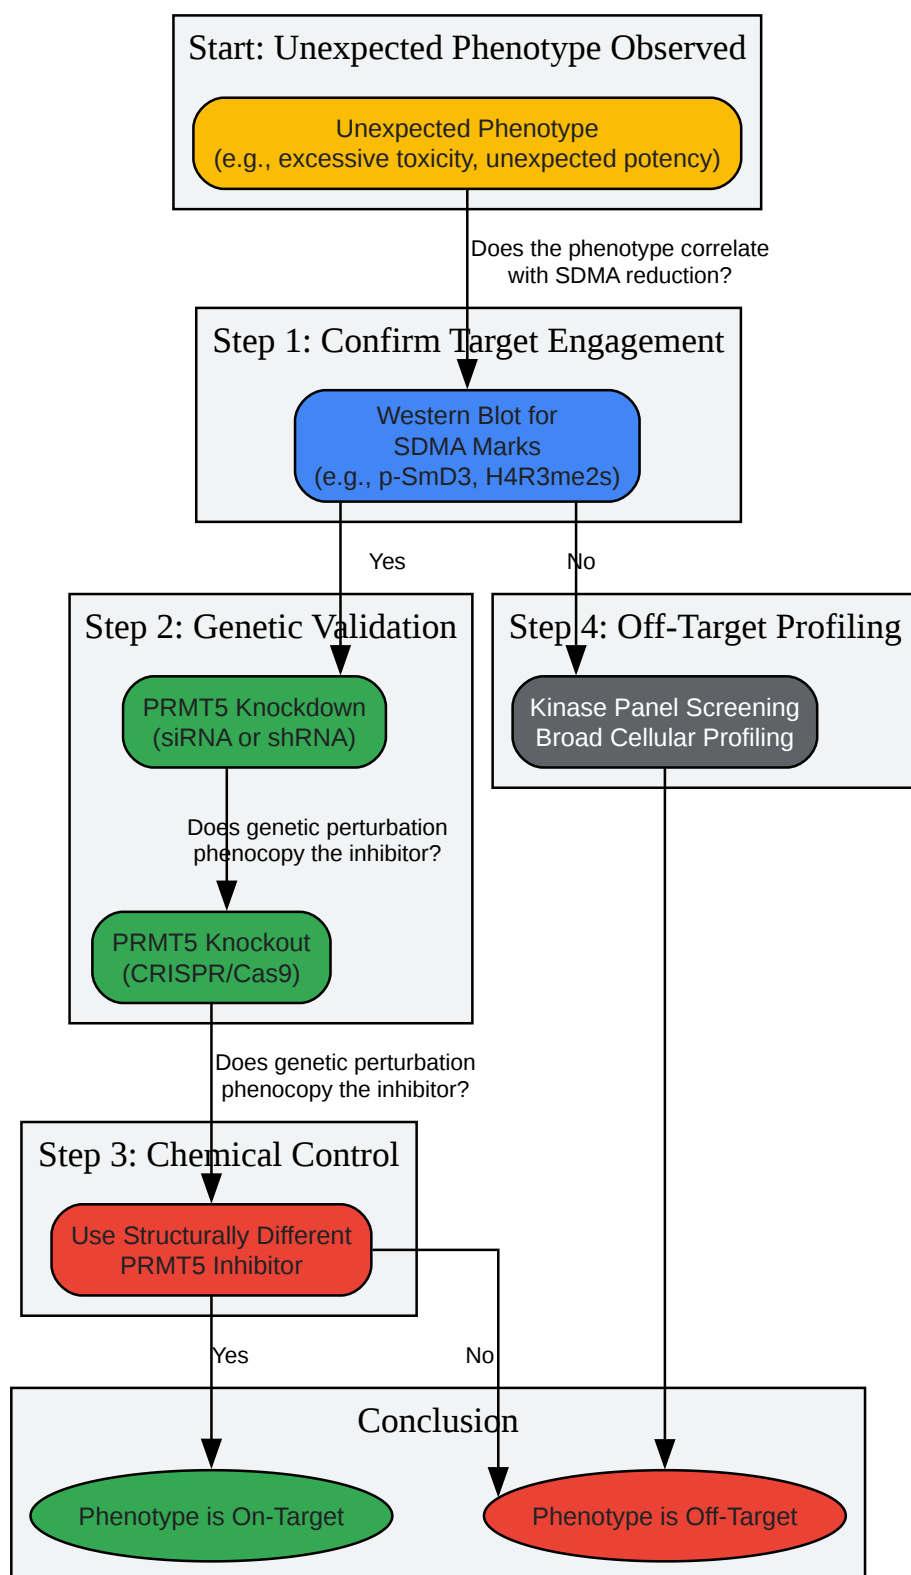 Start: Unexpected Phenotype Observed
Unexpected Phenotype
(e.g., excessive toxicity, unexpected potency)
Does the phenotype correlate
with SDMA reduction?
Step 1: Confirm Target Engagement
Western Blot for
SDMA Marks
(e.g., p-SmD3, H4R3me2s)
Yes
No
Step 2: Genetic Validation
Step 4: Off-Target Profiling
PRMT5 Knockdown
(siRNA or shRNA)
Kinase Panel Screening
Broad Cellular Profiling
Does genetic perturbation
phenocopy the inhibitor?
PRMT5 Knockout
(CRISPR/Cas9)
Does genetic perturbation
phenocopy the inhibitor?
Step 3: Chemical Control
Use Structurally Different
PRMT5 Inhibitor
Yes
No
Conclusion
Phenotype is On-Target
Phenotype is Off-Target